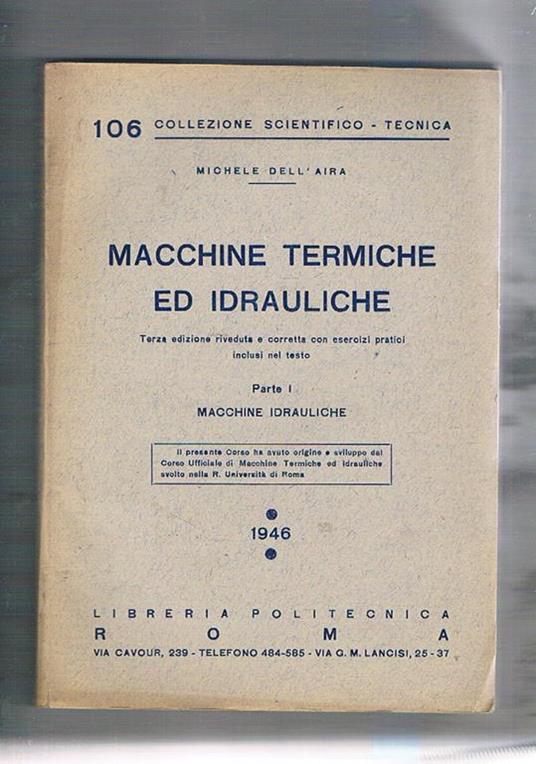 106 COLLEZIONE SCIENTIFICO - TECNICA
MICHELE DELL'AIRA
MACCHINE TERMICHE
ED IDRAULICHE
Terza edizione riveduta e corretta con esercizi pratici
inclusi nel testo
Parte I
MACCHINE IDRAULICHE
Il presente Corso ha avuto origine e sviluppo dal
Corso Ufficiale di Macchine Termiche ed Idrauliche
svolto nella R. Università di Roma
1946
LIBRERIA POLITECNICA
ROMA
VIA CAVOUR, 239 - TELEFONO 484-585 - VIA G. M. LANCISI, 25 - 37